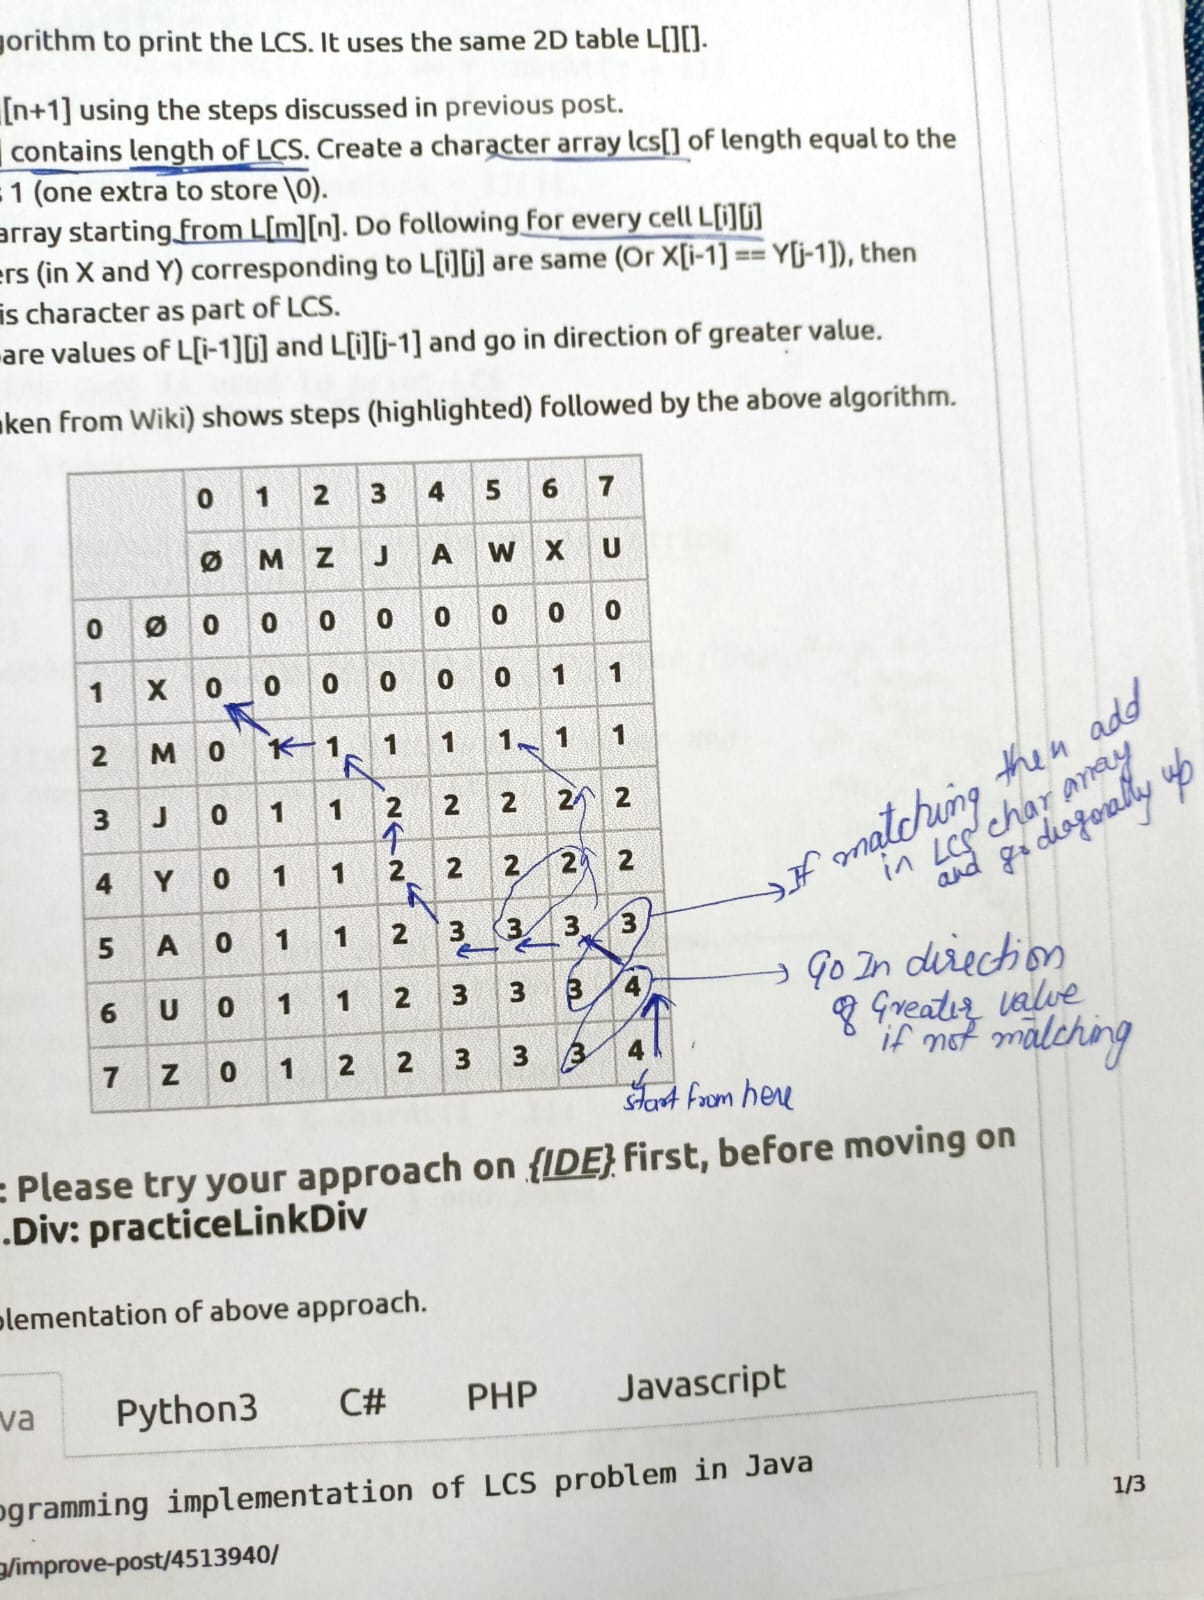 gorithm to print the LCS. It uses the same 2D table L[][].
[n+1] using the steps discussed in previous post.
contains length of LCS. Create a character array lcs[] of length equal to the
1 (one extra to store \0).
array starting from L[m][n]. Do following for every cell L[i][j]
ers (in X and Y) corresponding to L[i][j] are same (Or X[i-1] == Y[j-1]), then
is character as part of LCS.
are values of L[i-1][j] and L[i][j-1] and go in direction of greater value.
ken from Wiki) shows steps (highlighted) followed by the above algorithm.
0 1 2 3 4 5 6 7
Ø M Z J A W X U
0 Ø 0 0 0 0 0 0 0 0
1 X 0 0 0 0 0 0 1 1
2 M 0 1 1 1 1 1 1 1
3 J 0 1 1 2 2 2 2 2
4 Y 0 1 1 2 2 2 2 2
5 A 0 1 1 2 3 3 3 3
6 U 0 1 1 2 3 3 3 4
7 Z 0 1 2 2 3 3 3 4
If matching then add
in LCS char array
and go diagonally up
Go In direction
of Greater value
if not matching
start from here
: Please try your approach on {IDE} first, before moving on
.Div: practiceLinkDiv
plementation of above approach.
va Python3 C# PHP Javascript
ogramming implementation of LCS problem in Java
1/3
g/improve-post/4513940/